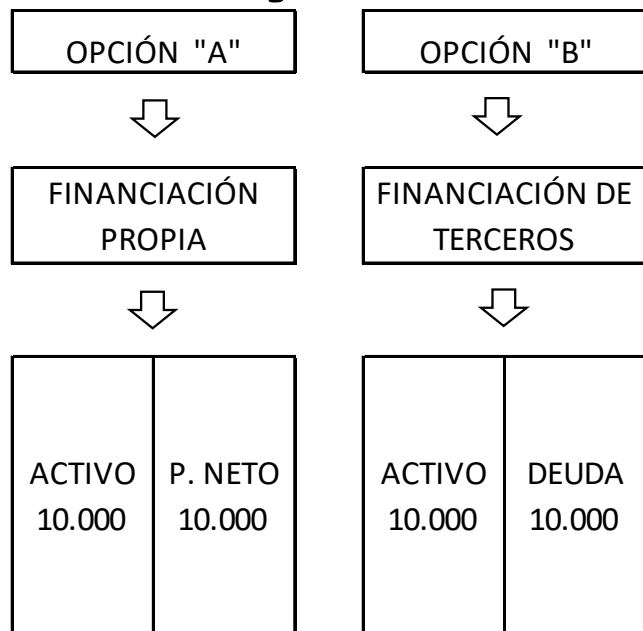 OPCIÓN "A"
OPCIÓN "B"
FINANCIACIÓN
PROPIA
FINANCIACIÓN DE
TERCEROS
ACTIVO
10.000
P. NETO
10.000
ACTIVO
10.000
DEUDA
10.000